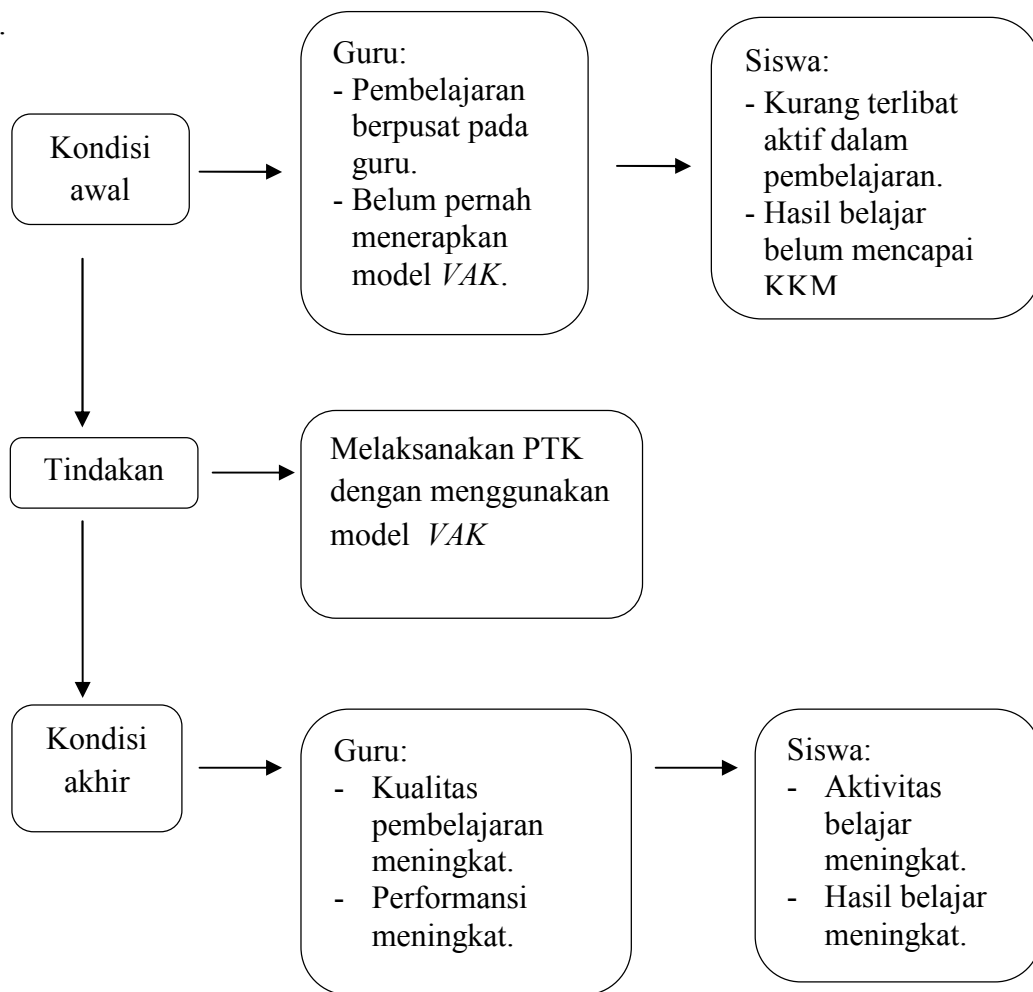 Kondisi
awal
Guru:
- Pembelajaran
berpusat pada
guru.
- Belum pernah
menerapkan
model VAK.
Siswa:
- Kurang terlibat
aktif dalam
pembelajaran.
- Hasil belajar
belum mencapai
KKM
Tindakan
Melaksanakan PTK
dengan menggunakan
model VAK
Kondisi
akhir
Guru:
- Kualitas
pembelajaran
meningkat.
- Performansi
meningkat.
Siswa:
- Aktivitas
belajar
meningkat.
- Hasil belajar
meningkat.